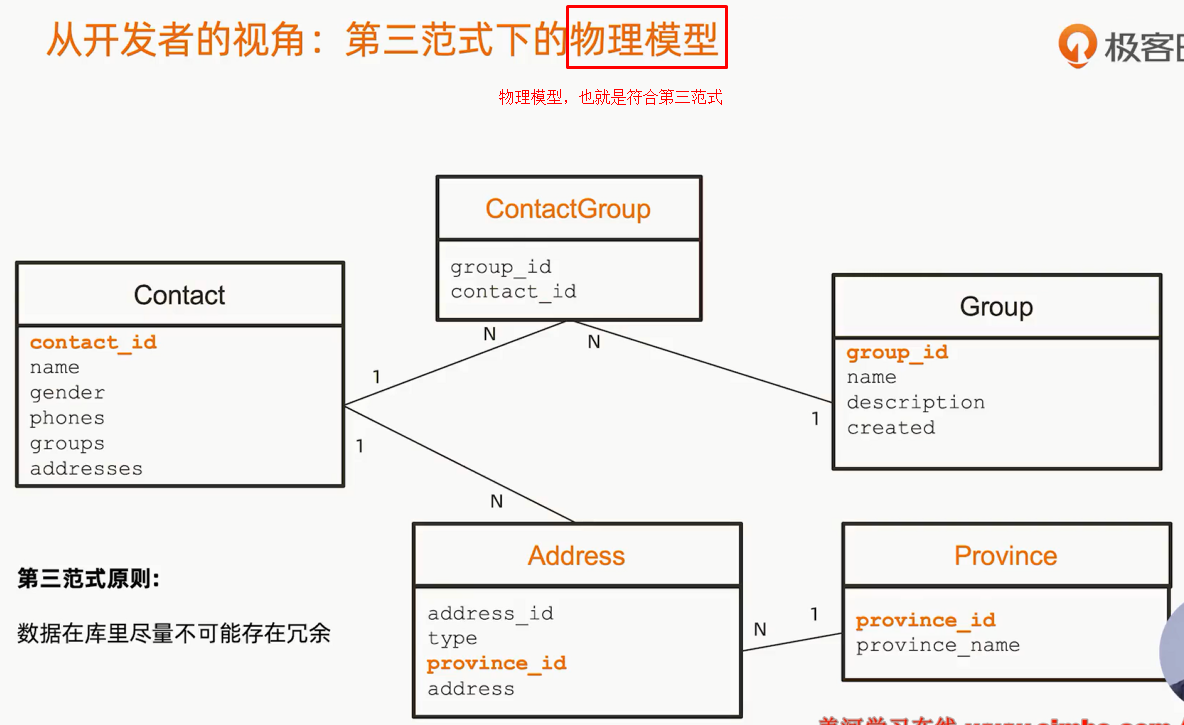 从开发者的视角：第三范式下的物理模型
极客
物理模型，也就是符合第三范式
ContactGroup
group_id
contact_id
Contact
contact_id
name
gender
phones
groups
addresses
Group
group_id
name
description
created
N
N
1
1
1
N
第三范式原则:
数据在库里尽量不可能存在冗余
Address
address_id
type
province_id
address
N
1
Province
province_id
province_name